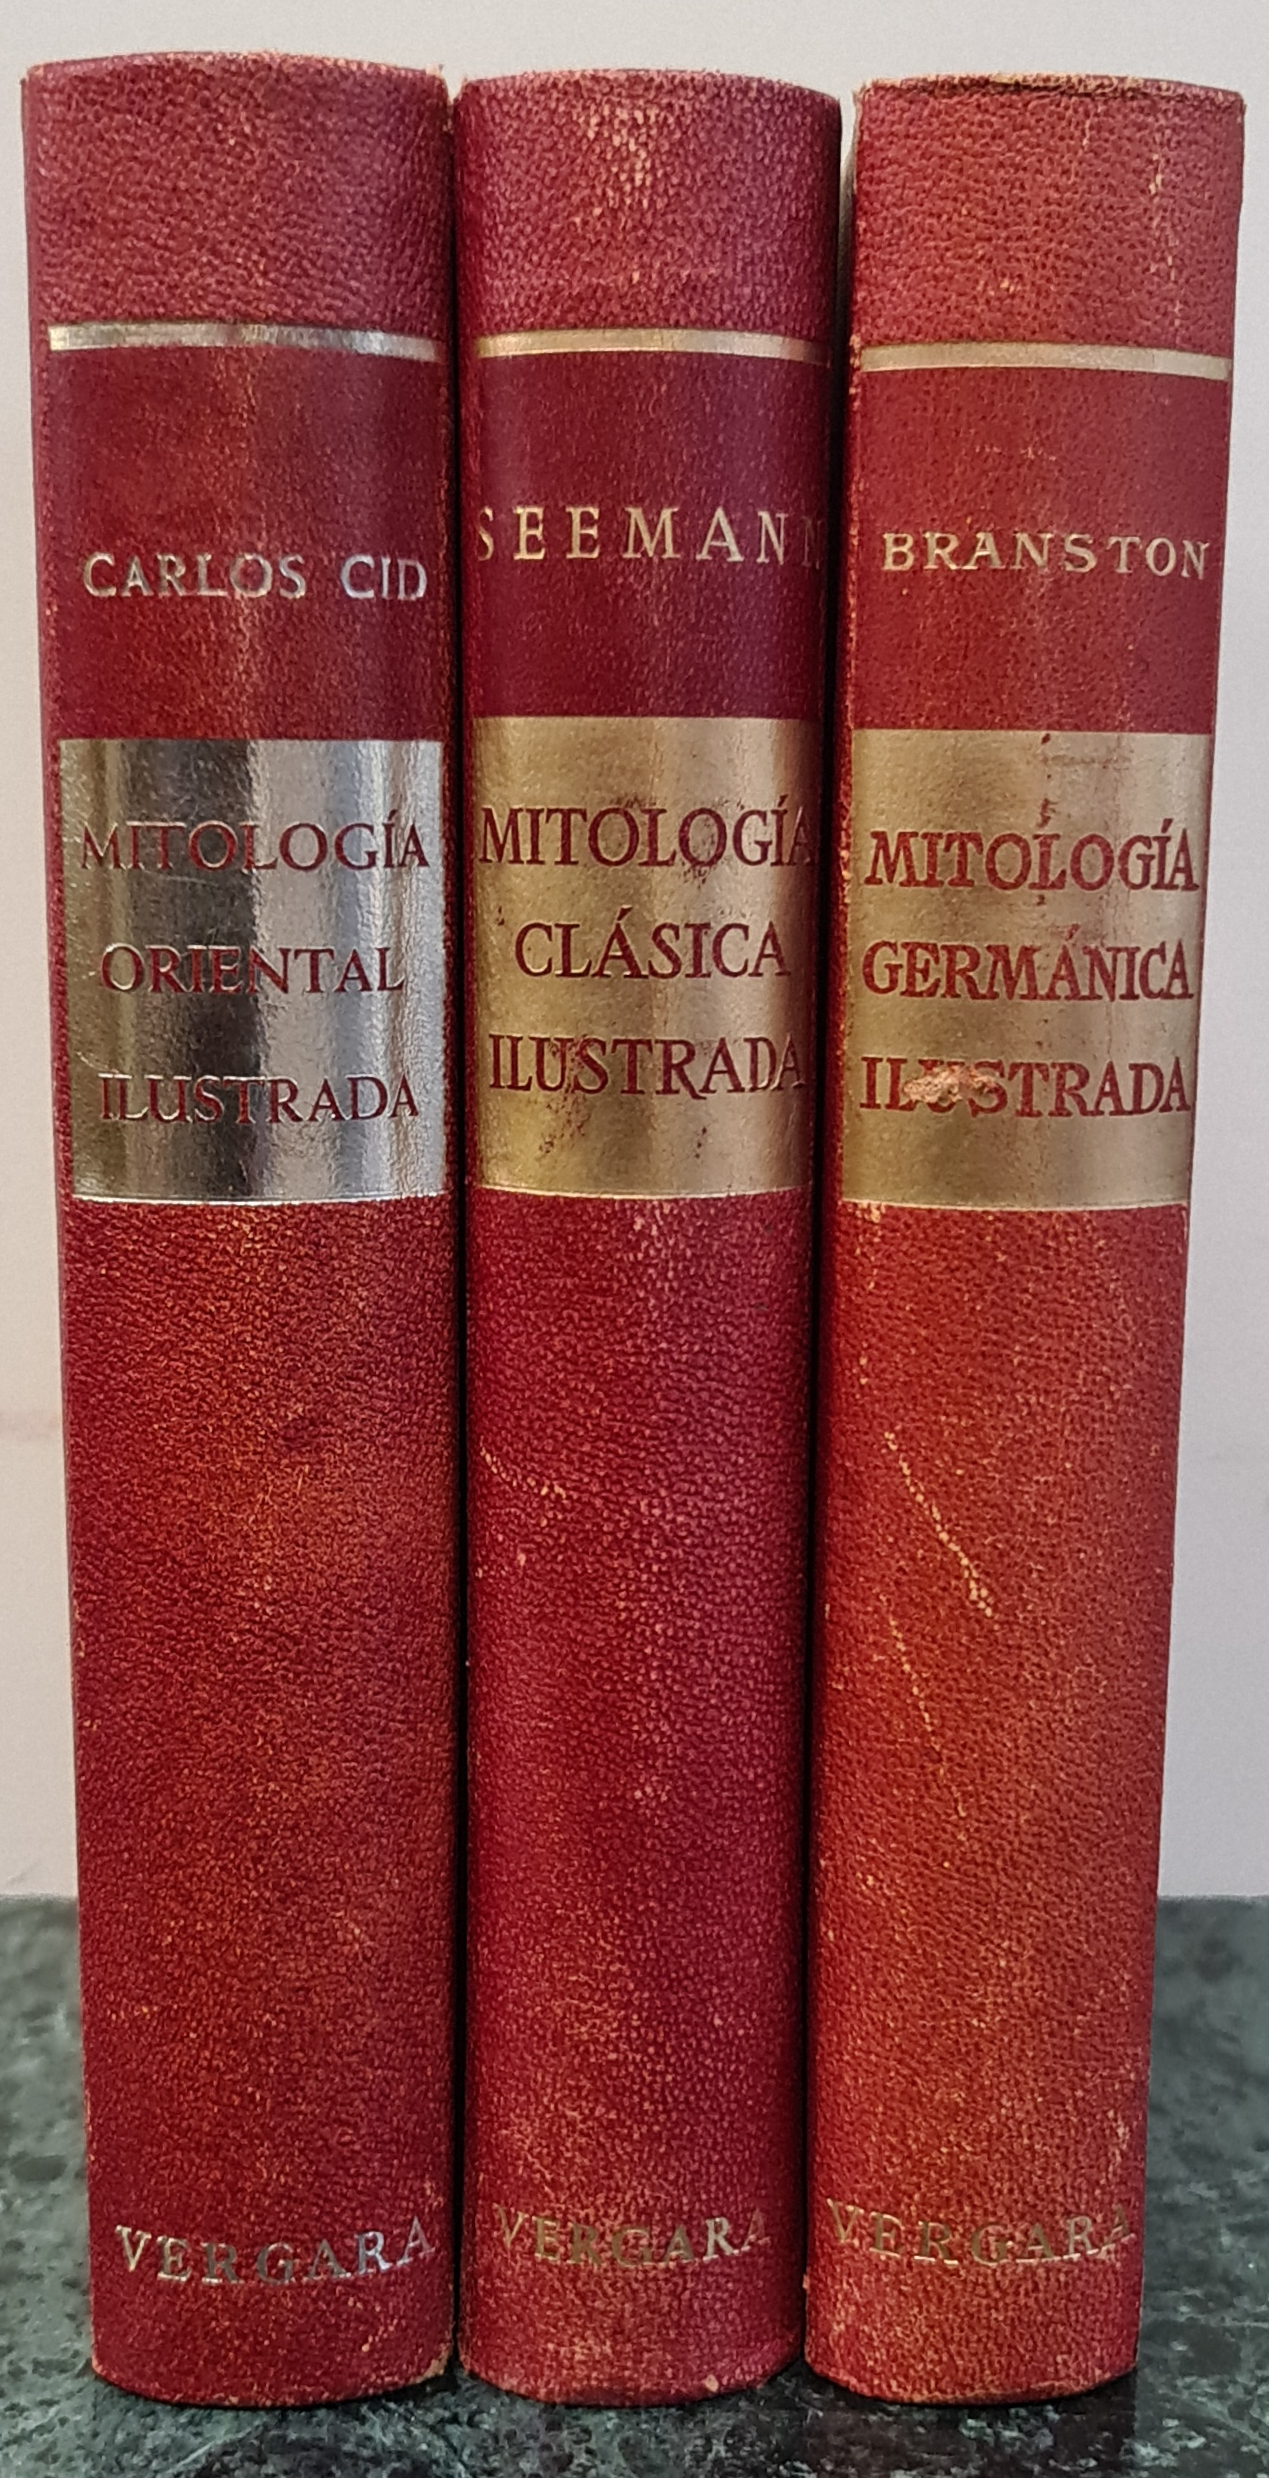 CARLOS CID
MITOLOGÍA
ORIENTAL
ILUSTRADA
VERGARA
SEEMANN
MITOLOGÍA
CLÁSICA
ILUSTRADA
VERGARA
BRANSTON
MITOLOGÍA
GERMÁNICA
ILUSTRADA
VERGARA